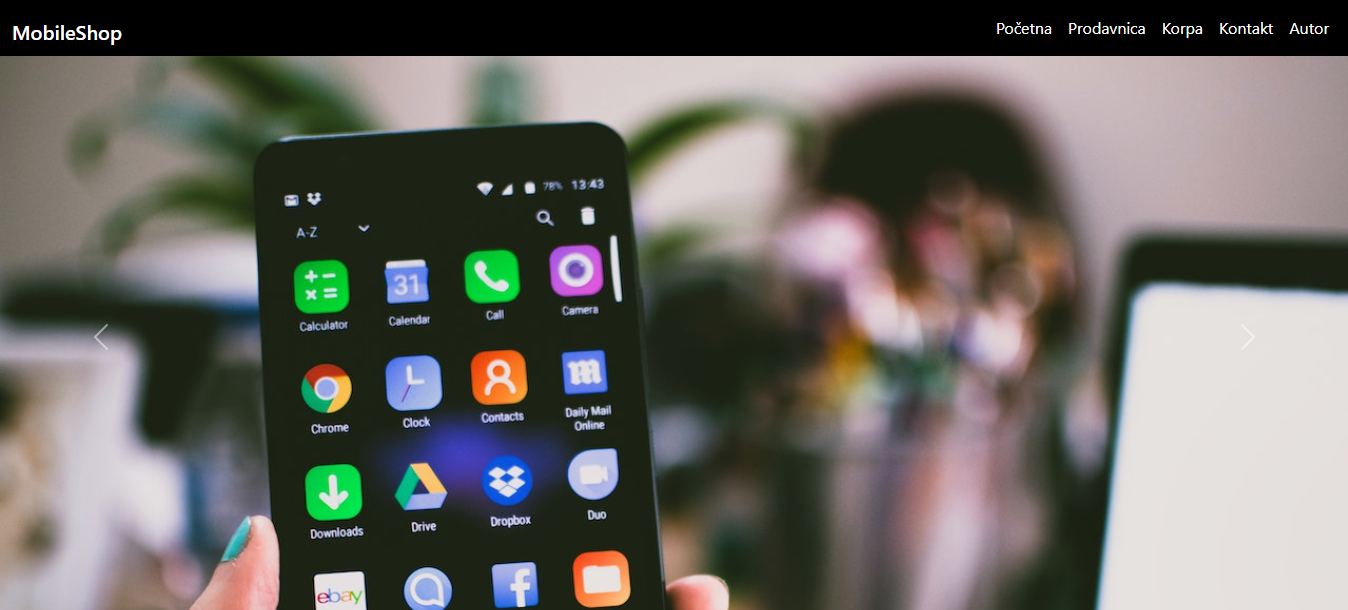 MobileShop
Početna Prodavnica Korpa Kontakt Autor
78% 13:43
A-Z
31
Calculator Calendar Call Camera
m
Chrome Clock Contacts Daily Mail Online
Downloads Drive Dropbox Duo
ebay f